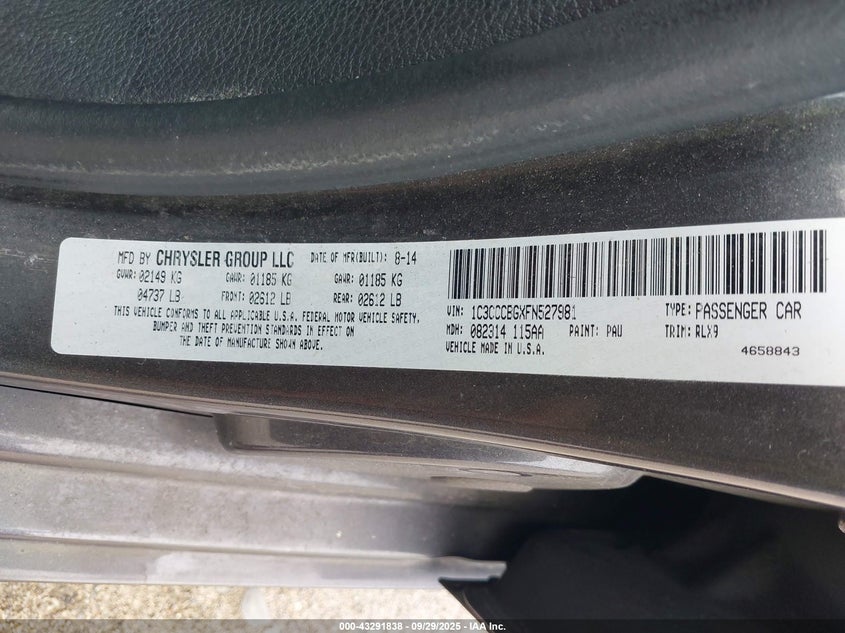 MFD BY CHRYSLER GROUP LLC DATE OF MFR(BUILT): 8-14
GVWR: 02149 KG GAWR: 01185 KG GAWR: 01185 KG
04737 LB FRONT: 02612 LB REAR: 02612 LB
THIS VEHICLE CONFORMS TO ALL APPLICABLE U.S.A. FEDERAL MOTOR VEHICLE SAFETY,
BUMPER AND THEFT PREVENTION STANDARDS IN EFFECT ON
THE DATE OF MANUFACTURE SHOWN ABOVE.
VIN: 1C3CCCBGXFN527981 TYPE: PASSENGER CAR
MDH: 082314 115AA PAINT: PAU TRIM: RLX9
VEHICLE MADE IN U.S.A. 4658843
000-43291838 - 09/29/2025 - IAA Inc.